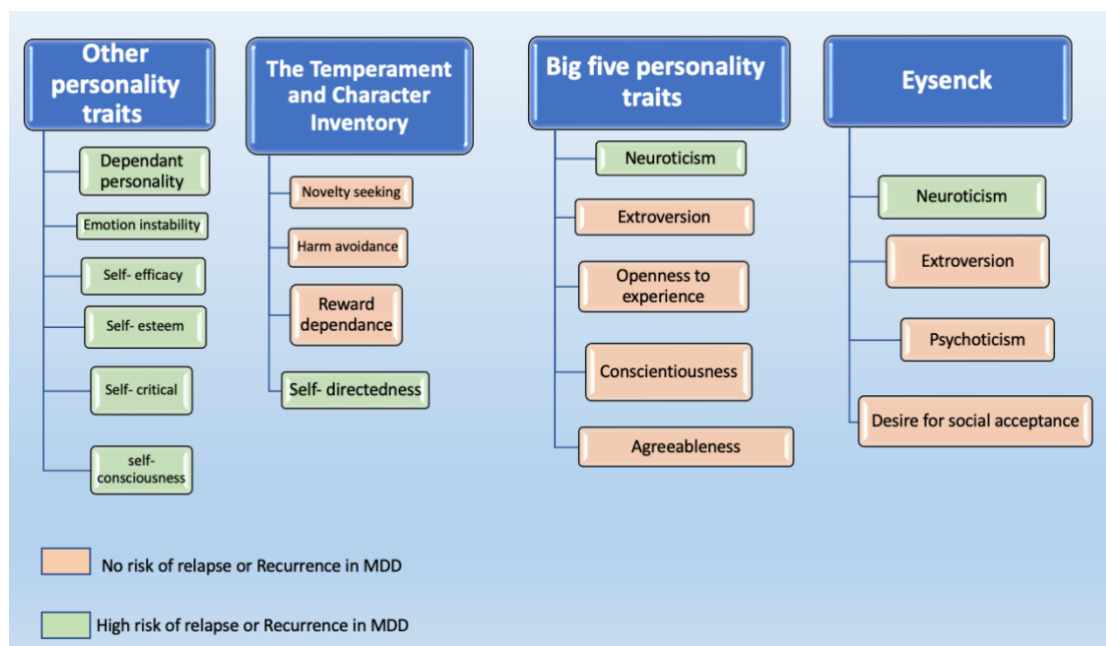 Other
personality
traits
Dependant
personality
Emotion instability
Self- efficacy
Self- esteem
Self- critical
self-
consciousness
The Temperament
and Character
Inventory
Novelty seeking
Harm avoidance
Reward
dependance
Self- directedness
Big five personality
traits
Neuroticism
Extroversion
Openness to
experience
Conscientiousness
Agreeableness
Eysenck
Neuroticism
Extroversion
Psychoticism
Desire for social acceptance
No risk of relapse or Recurrence in MDD
High risk of relapse or Recurrence in MDD